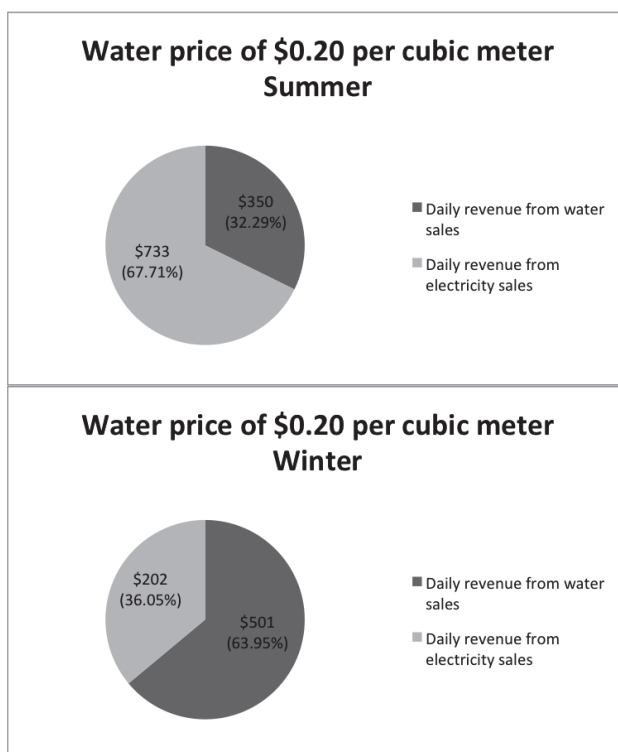 Water price of $0.20 per cubic meter
Summer
$350
(32.29%)
$733
(67.71%)
Daily revenue from water
sales
Daily revenue from
electricity sales
Water price of $0.20 per cubic meter
Winter
$202
(36.05%)
$501
(63.95%)
Daily revenue from water
sales
Daily revenue from
electricity sales